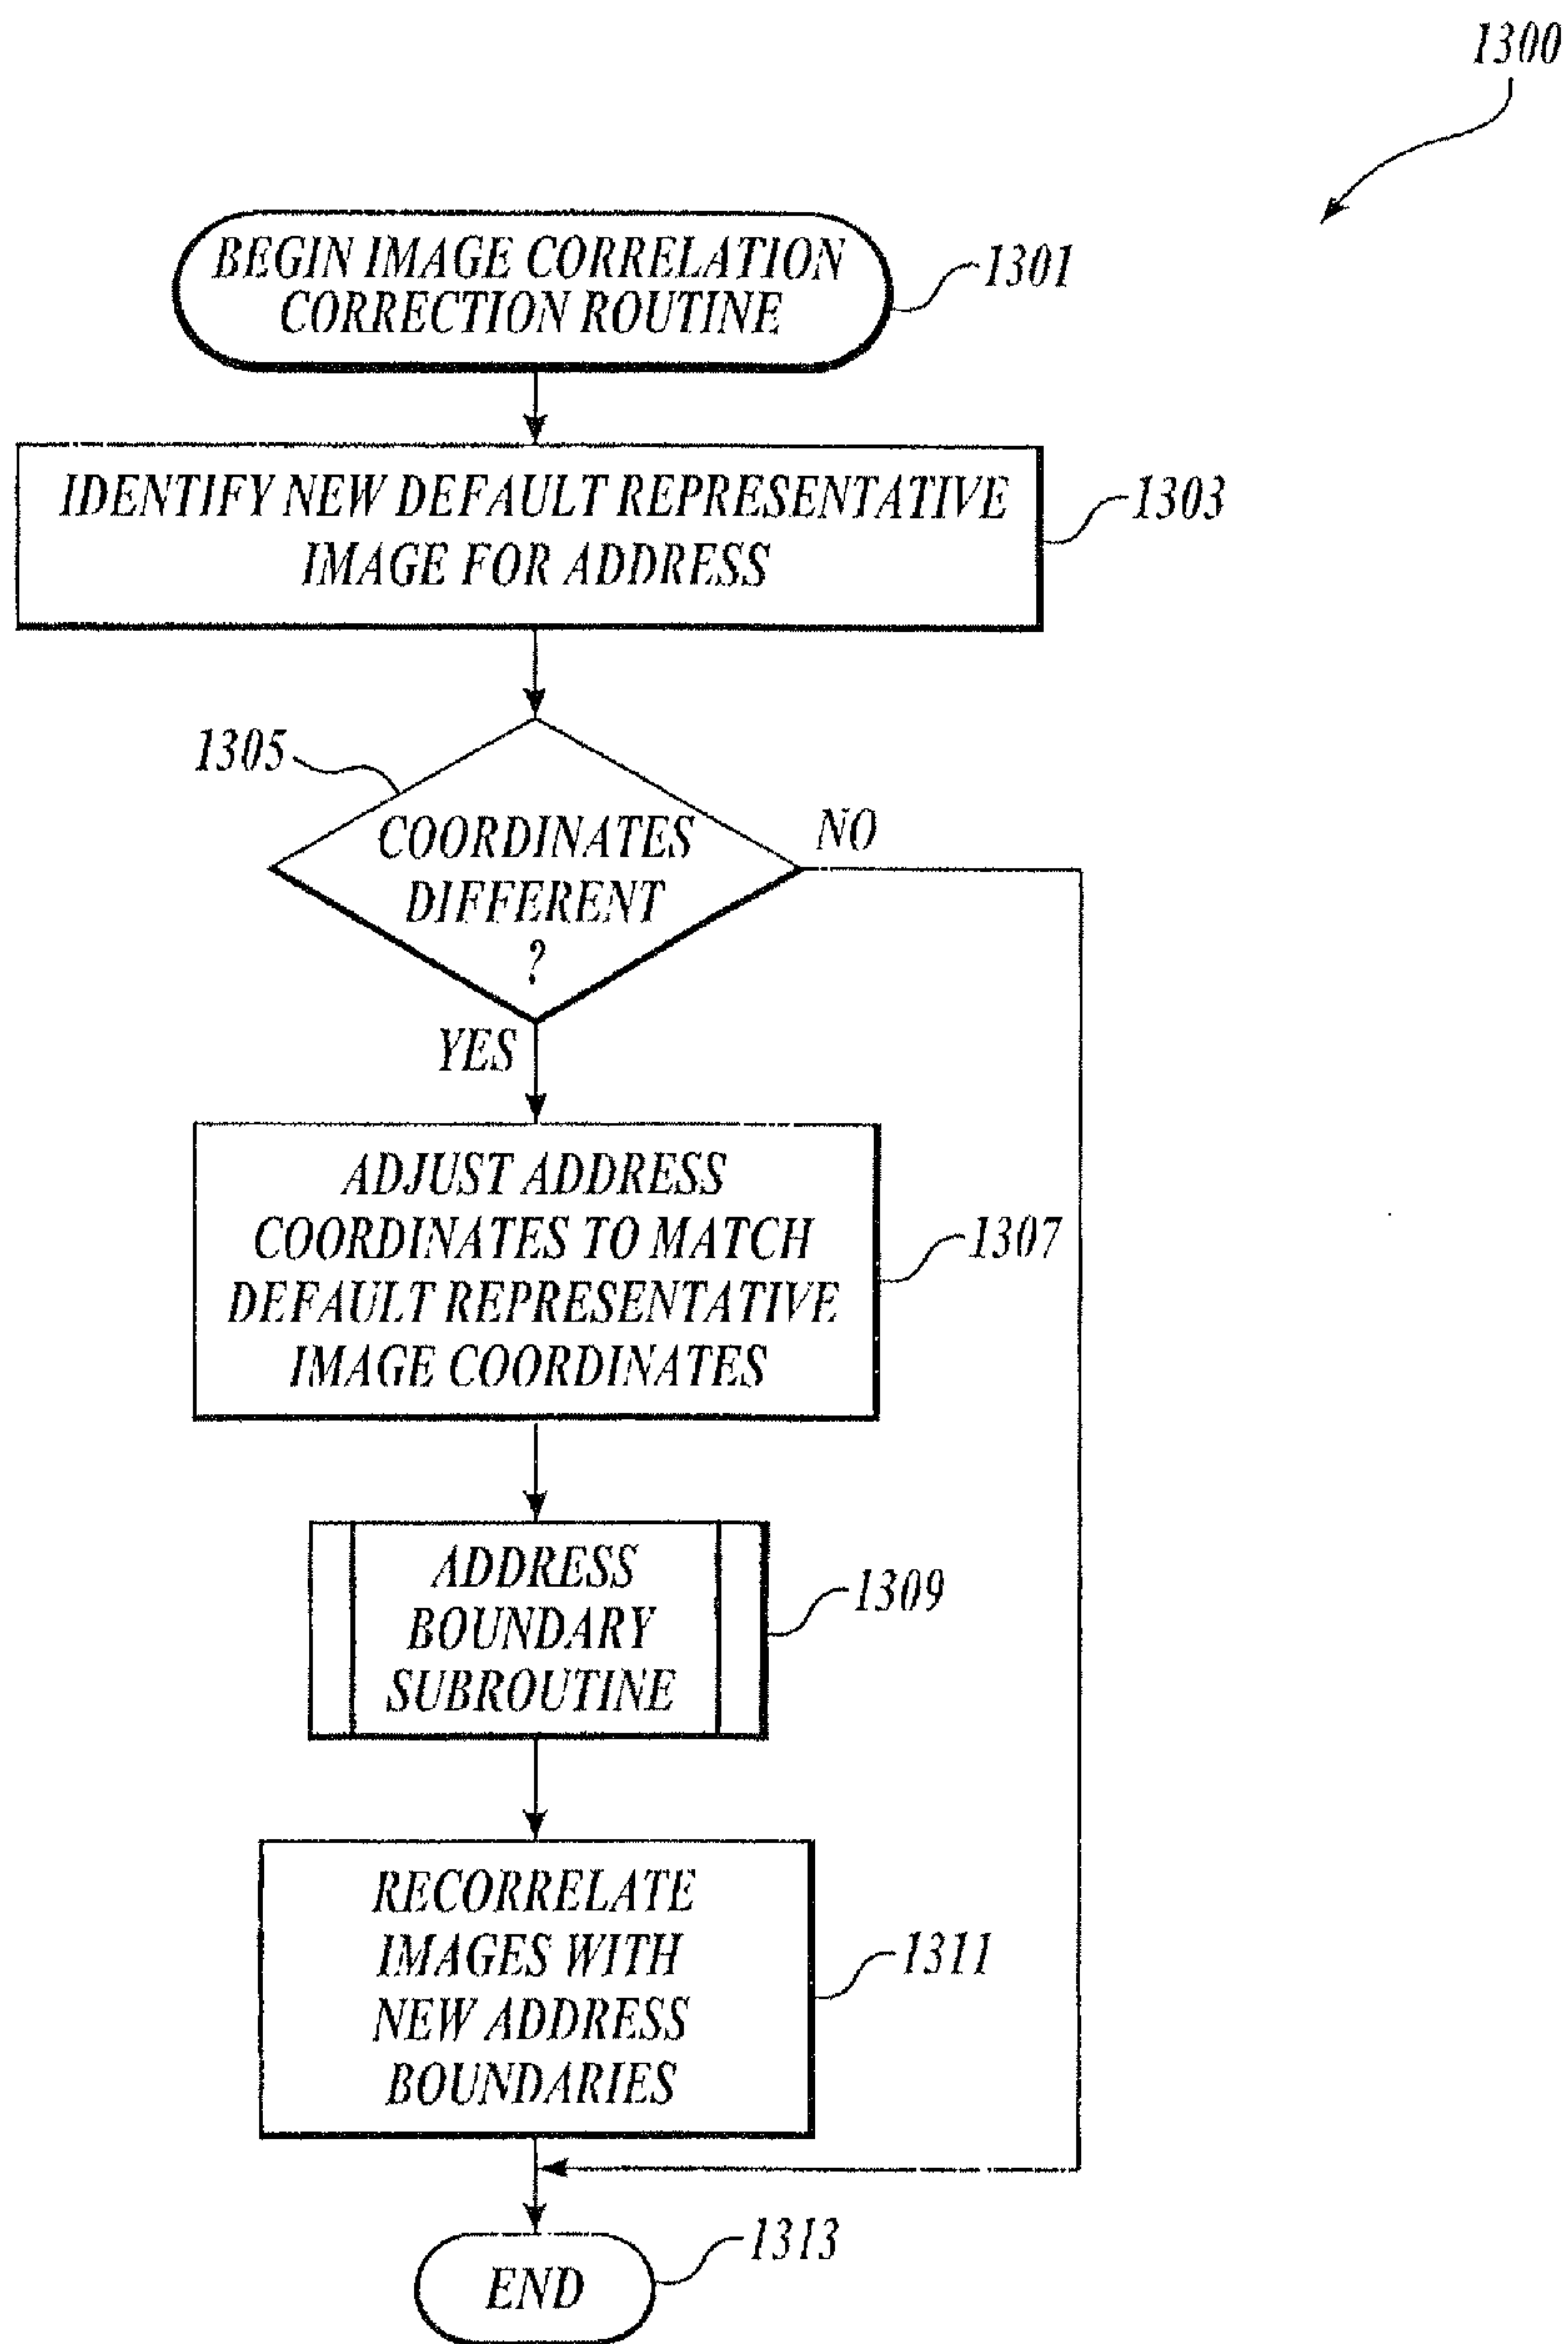 1300
BEGIN IMAGE CORRELATION
CORRECTION ROUTINE
1301
IDENTIFY NEW DEFAULT REPRESENTATIVE
IMAGE FOR ADDRESS
1303
1305
COORDINATES
DIFFERENT
?
NO
YES
ADJUST ADDRESS
COORDINATES TO MATCH
DEFAULT REPRESENTATIVE
IMAGE COORDINATES
1307
ADDRESS
BOUNDARY
SUBROUTINE
1309
RECORRELATE
IMAGES WITH
NEW ADDRESS
BOUNDARIES
1311
END
1313